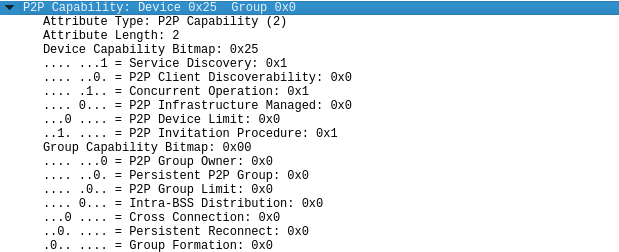 P2P Capability: Device 0x25  Group 0x0
Attribute Type: P2P Capability (2)
Attribute Length: 2
Device Capability Bitmap: 0x25
.... ...1 = Service Discovery: 0x1
.... ..0. = P2P Client Discoverability: 0x0
.... .1.. = Concurrent Operation: 0x1
.... 0... = P2P Infrastructure Managed: 0x0
...0 .... = P2P Device Limit: 0x0
..1. .... = P2P Invitation Procedure: 0x1
Group Capability Bitmap: 0x00
.... ...0 = P2P Group Owner: 0x0
.... ..0. = Persistent P2P Group: 0x0
.... .0.. = P2P Group Limit: 0x0
.... 0... = Intra-BSS Distribution: 0x0
...0 .... = Cross Connection: 0x0
..0. .... = Persistent Reconnect: 0x0
.0.. .... = Group Formation: 0x0